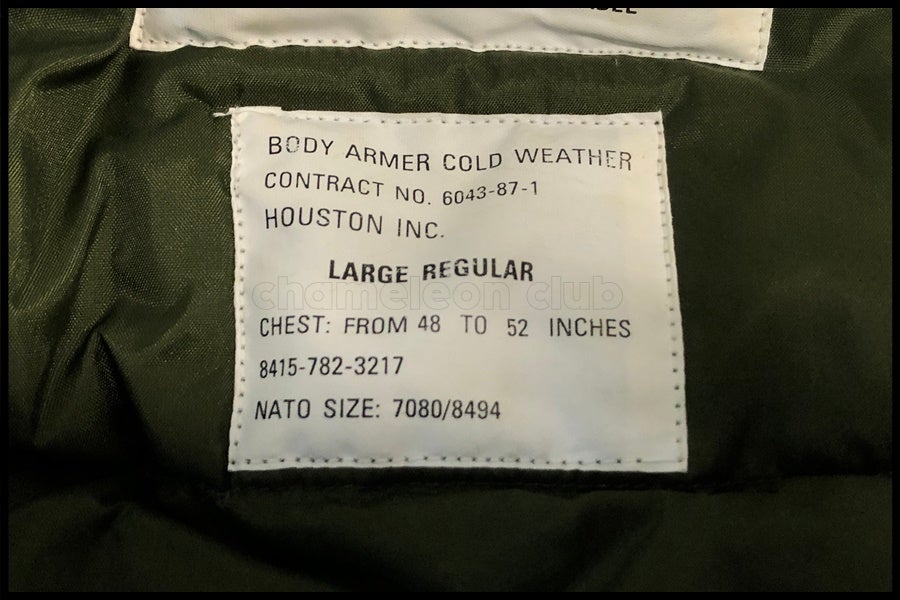 BODY ARMER COLD WEATHER
CONTRACT NO. 6043-87-1
HOUSTON INC.
LARGE REGULAR
chameleon club
CHEST: FROM 48 TO 52 INCHES
8415-782-3217
NATO SIZE: 7080/8494